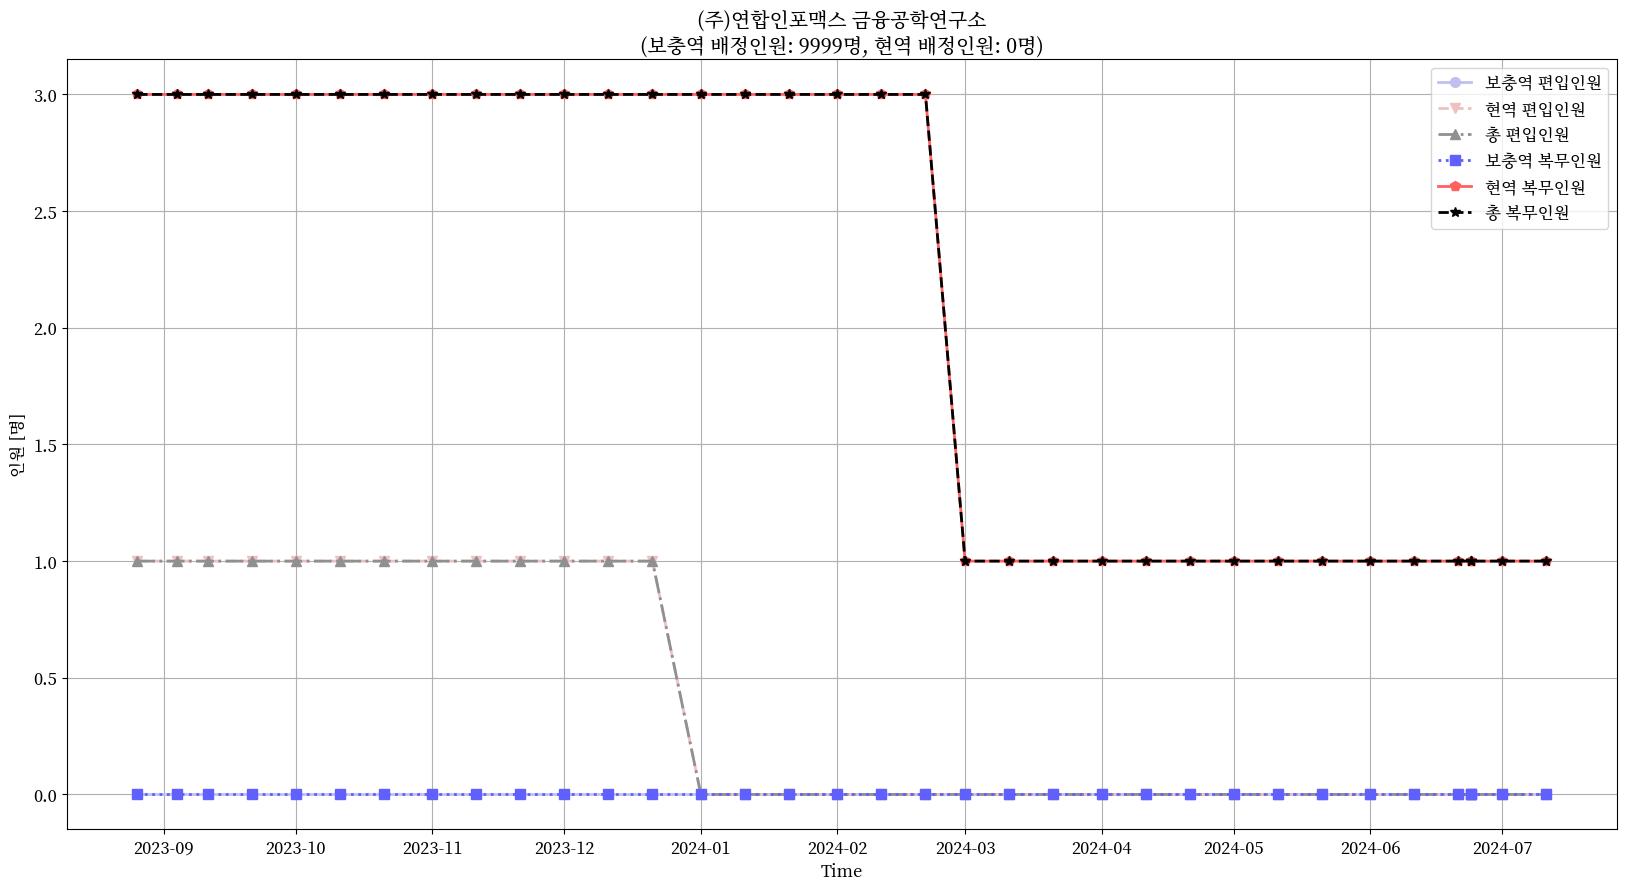 (주)연합인포맥스 금융공학연구소
(보충역 배정인원: 9999명, 현역 배정인원: 0명)
보충역 편입인원
현역 편입인원
총 편입인원
보충역 복무인원
현역 복무인원
총 복무인원
인원 [명]
3.0
2.5
2.0
1.5
1.0
0.5
0.0
2023-09 2023-10 2023-11 2023-12 2024-01 2024-02 2024-03 2024-04 2024-05 2024-06 2024-07
Time